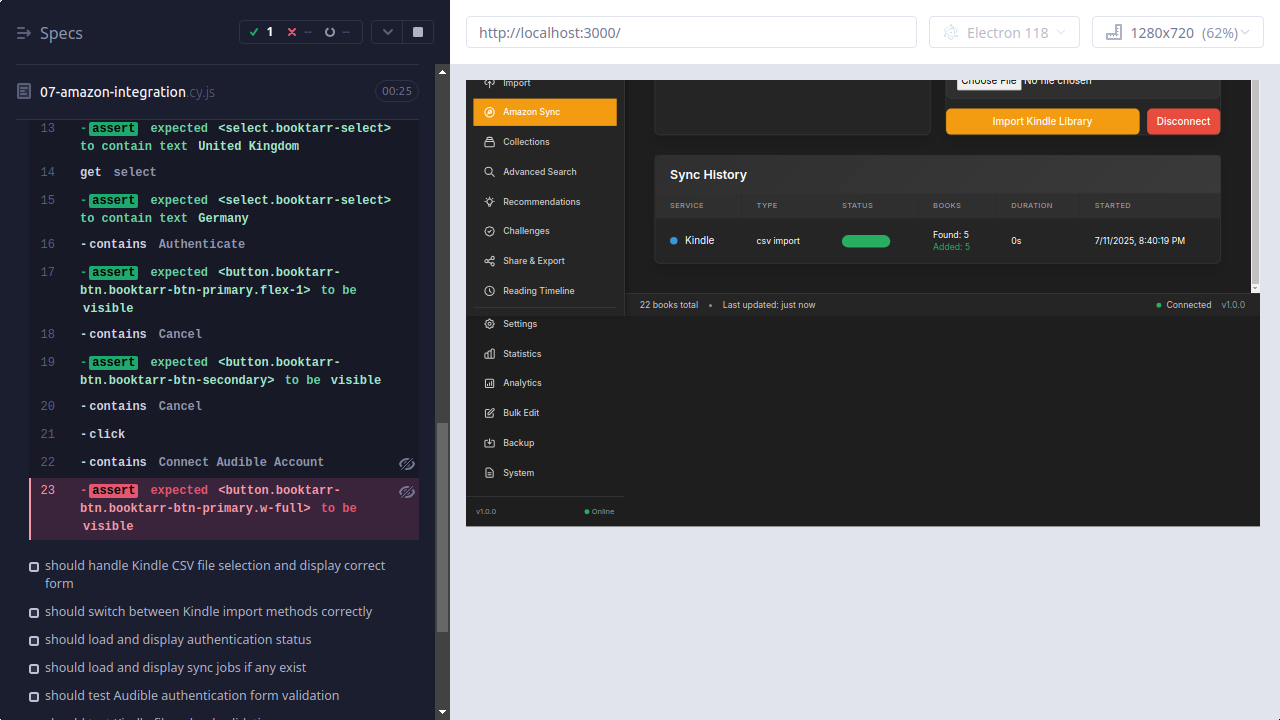 Specs
1
--
--
07-amazon-integration.cy.js
00:25
13 -assert expected <select.booktarr-select>
to contain text United Kingdom
14 get select
15 -assert expected <select.booktarr-select>
to contain text Germany
16 -contains Authenticate
17 -assert expected <button.booktarr-
btn.booktarr-btn-primary.flex-1> to be
visible
18 -contains Cancel
19 -assert expected <button.booktarr-
btn.booktarr-btn-secondary> to be visible
20 -contains Cancel
21 -click
22 -contains Connect Audible Account
23 -assert expected <button.booktarr-
btn.booktarr-btn-primary.w-full> to be
visible
should handle Kindle CSV file selection and display correct
form
should switch between Kindle import methods correctly
should load and display authentication status
should load and display sync jobs if any exist
should test Audible authentication form validation
http://localhost:3000/
Electron 118
1280x720 (62%)
Import
Amazon Sync
Collections
Advanced Search
Recommendations
Challenges
Share & Export
Reading Timeline
Settings
Statistics
Analytics
Bulk Edit
Backup
System
v1.0.0
Online
Choose File No file chosen
Import Kindle Library
Disconnect
Sync History
SERVICE TYPE STATUS BOOKS DURATION STARTED
Kindle csv import Found: 5 0s 7/11/2025, 8:40:19 PM
Added: 5
22 books total • Last updated: just now
Connected v1.0.0